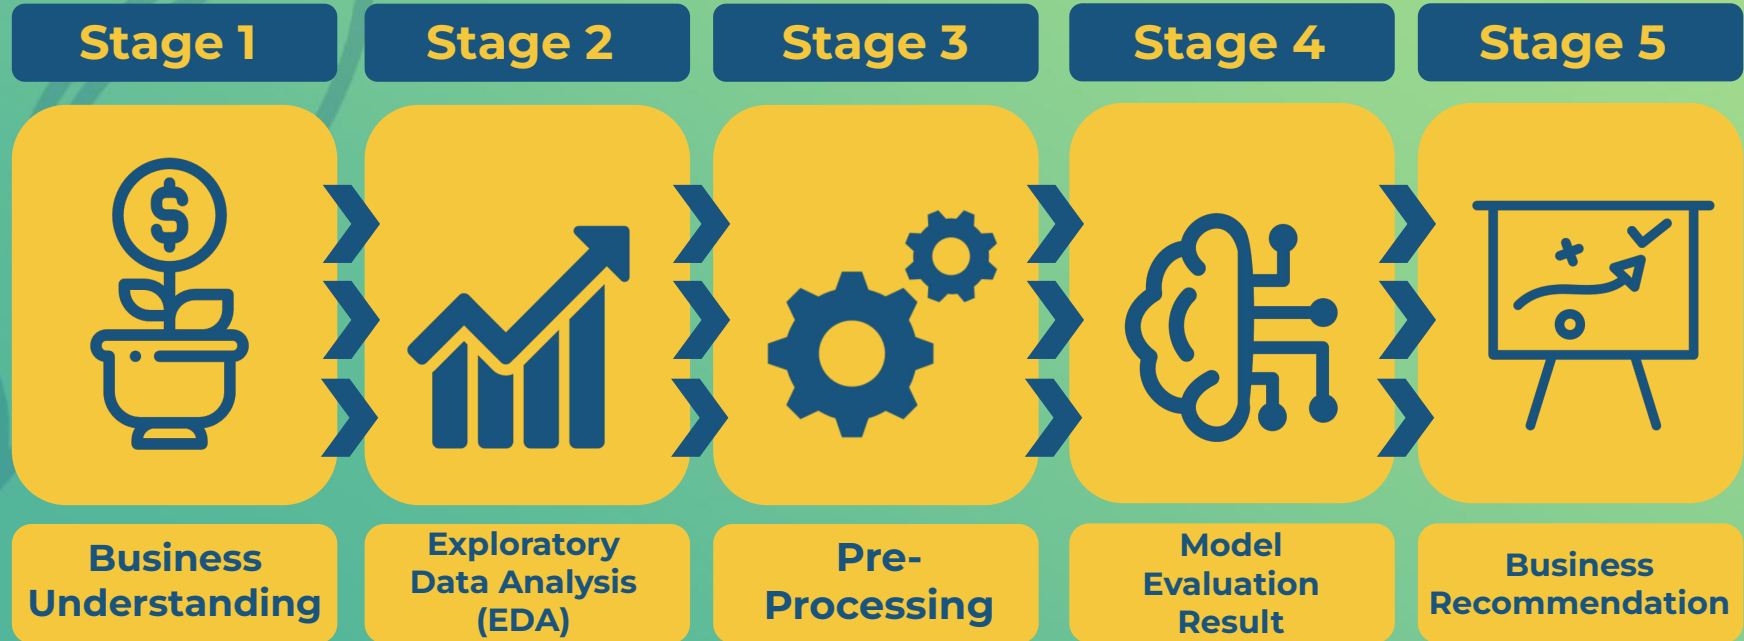 Stage 1
Stage 2
Stage 3
Stage 4
Stage 5
$
Business
Understanding
Exploratory
Data Analysis
(EDA)
Pre-
Processing
Model
Evaluation
Result
Business
Recommendation